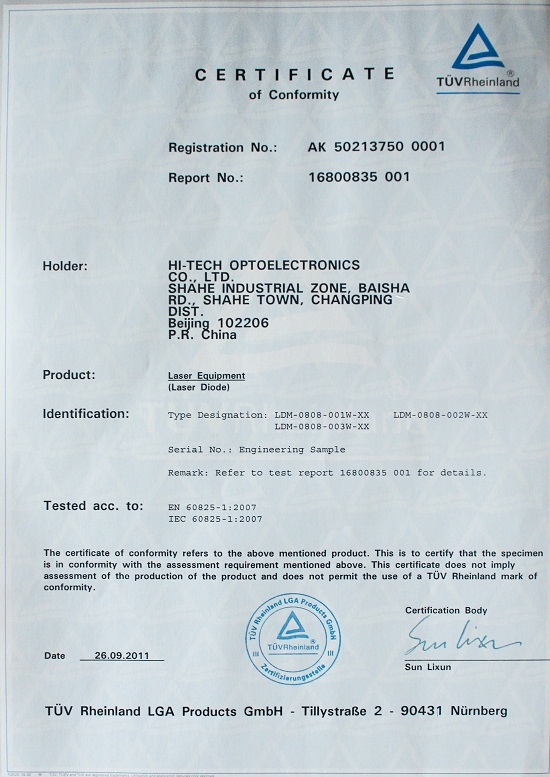 CERTIFICATE
of Conformity
TÜVRheinland®
Registration No.: AK 50213750 0001
Report No.: 16800835 001
Holder: HI-TECH OPTOELECTRONICS
CO., LTD.
SHAHE INDUSTRIAL ZONE, BAISHA
RD., SHAHE TOWN, CHANGPING
DIST.
Beijing 102206
P.R. China
Product: Laser Equipment
(Laser Diode)
Identification: Type Designation: LDM-0808-001W-XX LDM-0808-002W-XX
LDM-0808-003W-XX
Serial No.: Engineering Sample
Remark: Refer to test report 16800835 001 for details.
Tested acc. to: EN 60825-1:2007
IEC 60825-1:2007
The certificate of conformity refers to the above mentioned product. This is to certify that the specimen
is in conformity with the assessment requirement mentioned above. This certificate does not imply
assessment of the production of the product and does not permit the use of a TÜV Rheinland mark of
conformity.
TÜV Rheinland LGA Products GmbH
TÜVRheinland®
Zertifizierungsstelle
Certification Body
Sun Lixun
Date 26.09.2011
Sun Lixun
TÜV Rheinland LGA Products GmbH - Tillystraße 2 - 90431 Nürnberg